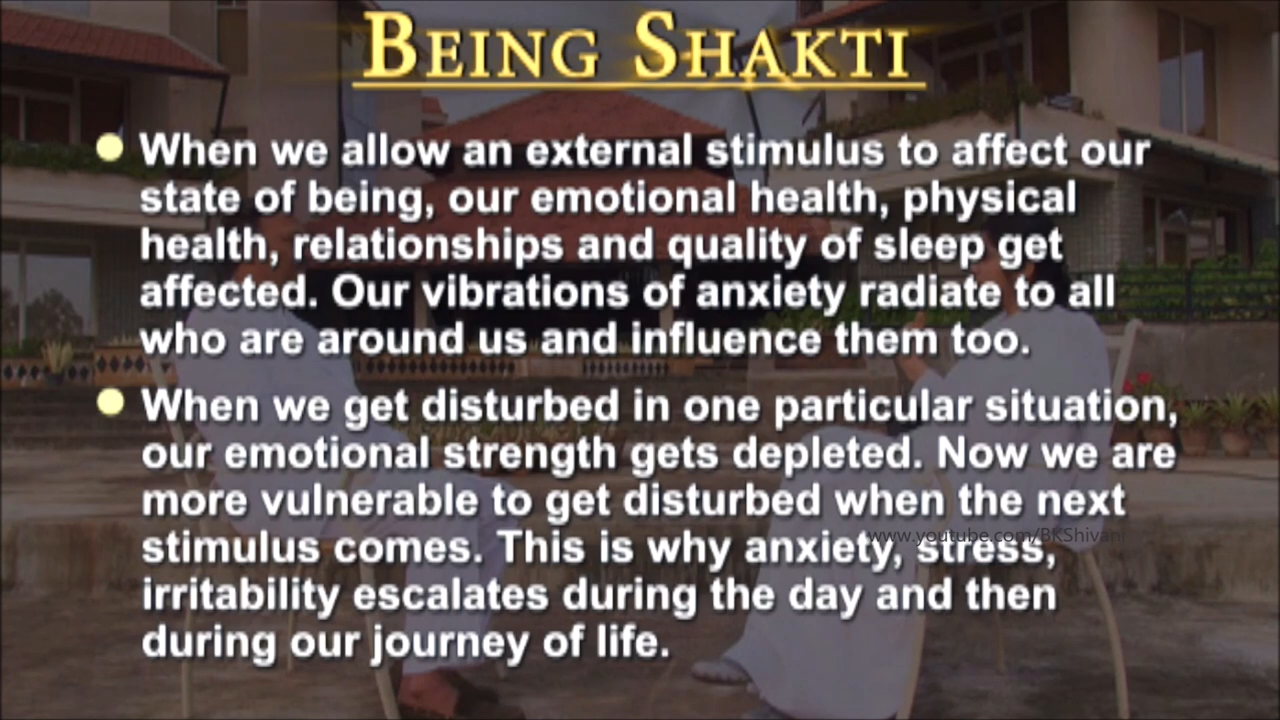 BEING SHAKTI
When we allow an external stimulus to affect our
state of being, our emotional health, physical
health, relationships and quality of sleep get
affected. Our vibrations of anxiety radiate to all
who are around us and influence them too.
When we get disturbed in one particular situation,
our emotional strength gets depleted. Now we are
more vulnerable to get disturbed when the next
stimulus comes. This is why anxiety, stress,
www.youtube.com/BKShivani
irritability escalates during the day and then
during our journey of life.